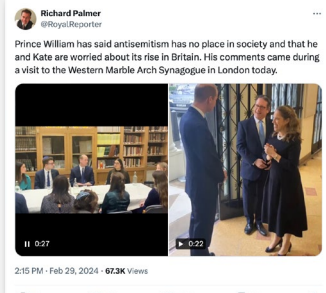 Richard Palmer
@RoyalReporter
Prince William has said antisemitism has no place in society and that he
and Kate are worried about its rise in Britain. His comments came during
a visit to the Western Marble Arch Synagogue in London today.
0:27
0:22
2:15 PM · Feb 29, 2024 · 67.3K Views